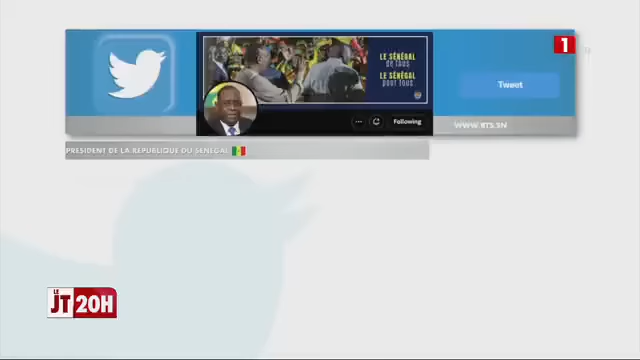 1
LE SÉNÉGAL
de tous
LE SÉNÉGAL
pour tous
Tweet
Following
WWW.RTS.SN
PRESIDENT DE LA REPUBLIQUE DU SENEGAL
LE
JT 20H